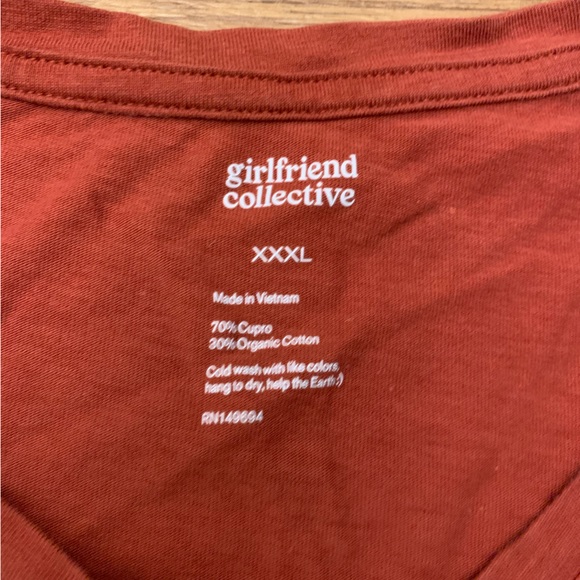 girlfriend
collective
XXXL
Made in Vietnam
70% Cupro
30% Organic Cotton
Cold wash with like colors,
hang to dry, help the Earth :)
RN149694